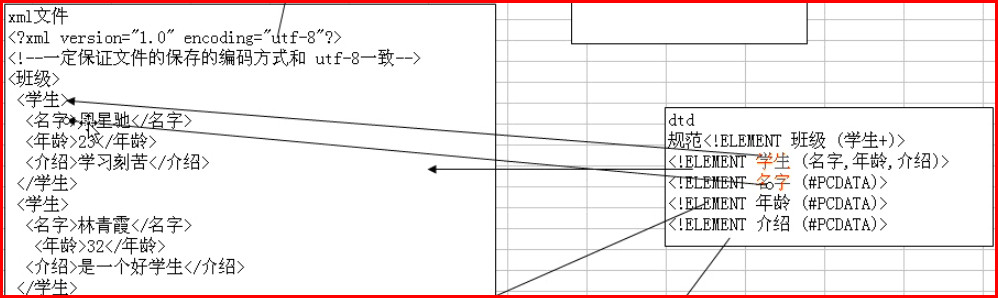 xml文件
<?xml version="1.0" encoding="utf-8"?>
<!--一定保证文件的保存的编码方式和 utf-8一致-->
<班级>
<学生>
<名字>周星驰</名字>
<年龄>23</年龄>
<介绍>学习刻苦</介绍>
</学生>
<学生>
<名字>林青霞</名字>
<年龄>32</年龄>
<介绍>是一个好学生</介绍>
</学生>
dtd
规范<!ELEMENT 班级 (学生+)>
<!ELEMENT 学生 (名字,年龄,介绍)>
<!ELEMENT 名字 (#PCDATA)>
<!ELEMENT 年龄 (#PCDATA)>
<!ELEMENT 介绍 (#PCDATA)>